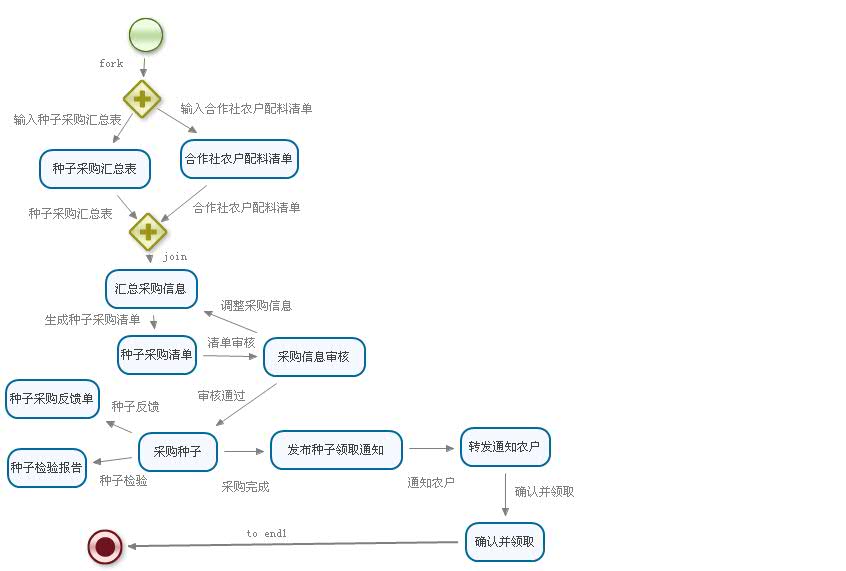 fork
输入种子采购汇总表
输入合作社农户配料清单
种子采购汇总表
合作社农户配料清单
种子采购汇总表
合作社农户配料清单
join
汇总采购信息
调整采购信息
生成种子采购清单
种子采购清单
清单审核
采购信息审核
审核通过
种子采购反馈单
种子反馈
采购种子
发布种子领取通知
转发通知农户
种子检验报告
种子检验
采购完成
通知农户
确认并领取
to end1
确认并领取